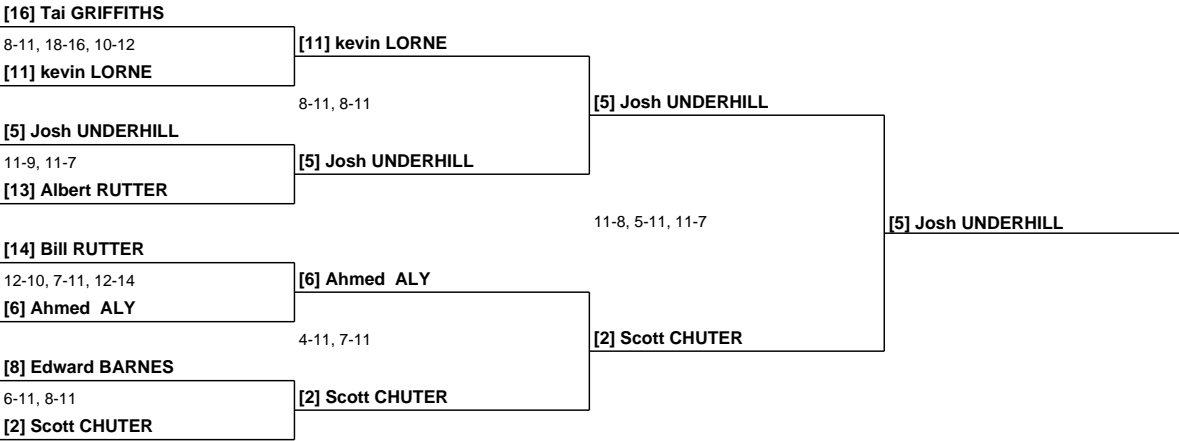 [16] Tai GRIFFITHS
8-11, 18-16, 10-12
[11] kevin LORNE
[11] kevin LORNE
8-11, 8-11
[5] Josh UNDERHILL
[5] Josh UNDERHILL
11-9, 11-7
[5] Josh UNDERHILL
[13] Albert RUTTER
11-8, 5-11, 11-7
[5] Josh UNDERHILL
[14] Bill RUTTER
12-10, 7-11, 12-14
[6] Ahmed  ALY
[6] Ahmed  ALY
4-11, 7-11
[2] Scott CHUTER
[8] Edward BARNES
6-11, 8-11
[2] Scott CHUTER
[2] Scott CHUTER